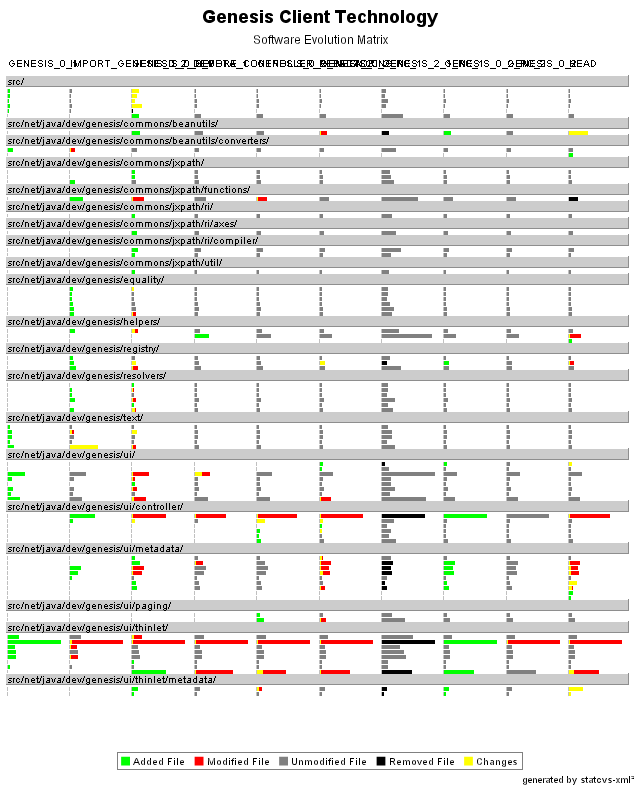 Genesis Client Technology
Software Evolution Matrix
GENESIS_0_1
HEAD
src/
src/net/java/dev/genesis/commons/beanutils/
src/net/java/dev/genesis/commons/beanutils/converters/
src/net/java/dev/genesis/commons/jxpath/
src/net/java/dev/genesis/commons/jxpath/functions/
src/net/java/dev/genesis/commons/jxpath/ri/
src/net/java/dev/genesis/commons/jxpath/ri/axes/
src/net/java/dev/genesis/commons/jxpath/ri/compiler/
src/net/java/dev/genesis/commons/jxpath/util/
src/net/java/dev/genesis/equality/
src/net/java/dev/genesis/helpers/
src/net/java/dev/genesis/registry/
src/net/java/dev/genesis/resolvers/
src/net/java/dev/genesis/text/
src/net/java/dev/genesis/ui/
src/net/java/dev/genesis/ui/controller/
src/net/java/dev/genesis/ui/metadata/
src/net/java/dev/genesis/ui/paging/
src/net/java/dev/genesis/ui/thinlet/
src/net/java/dev/genesis/ui/thinlet/metadata/
Added File Modified File Unmodified File Removed File Changes
generated by statcvs-xml²